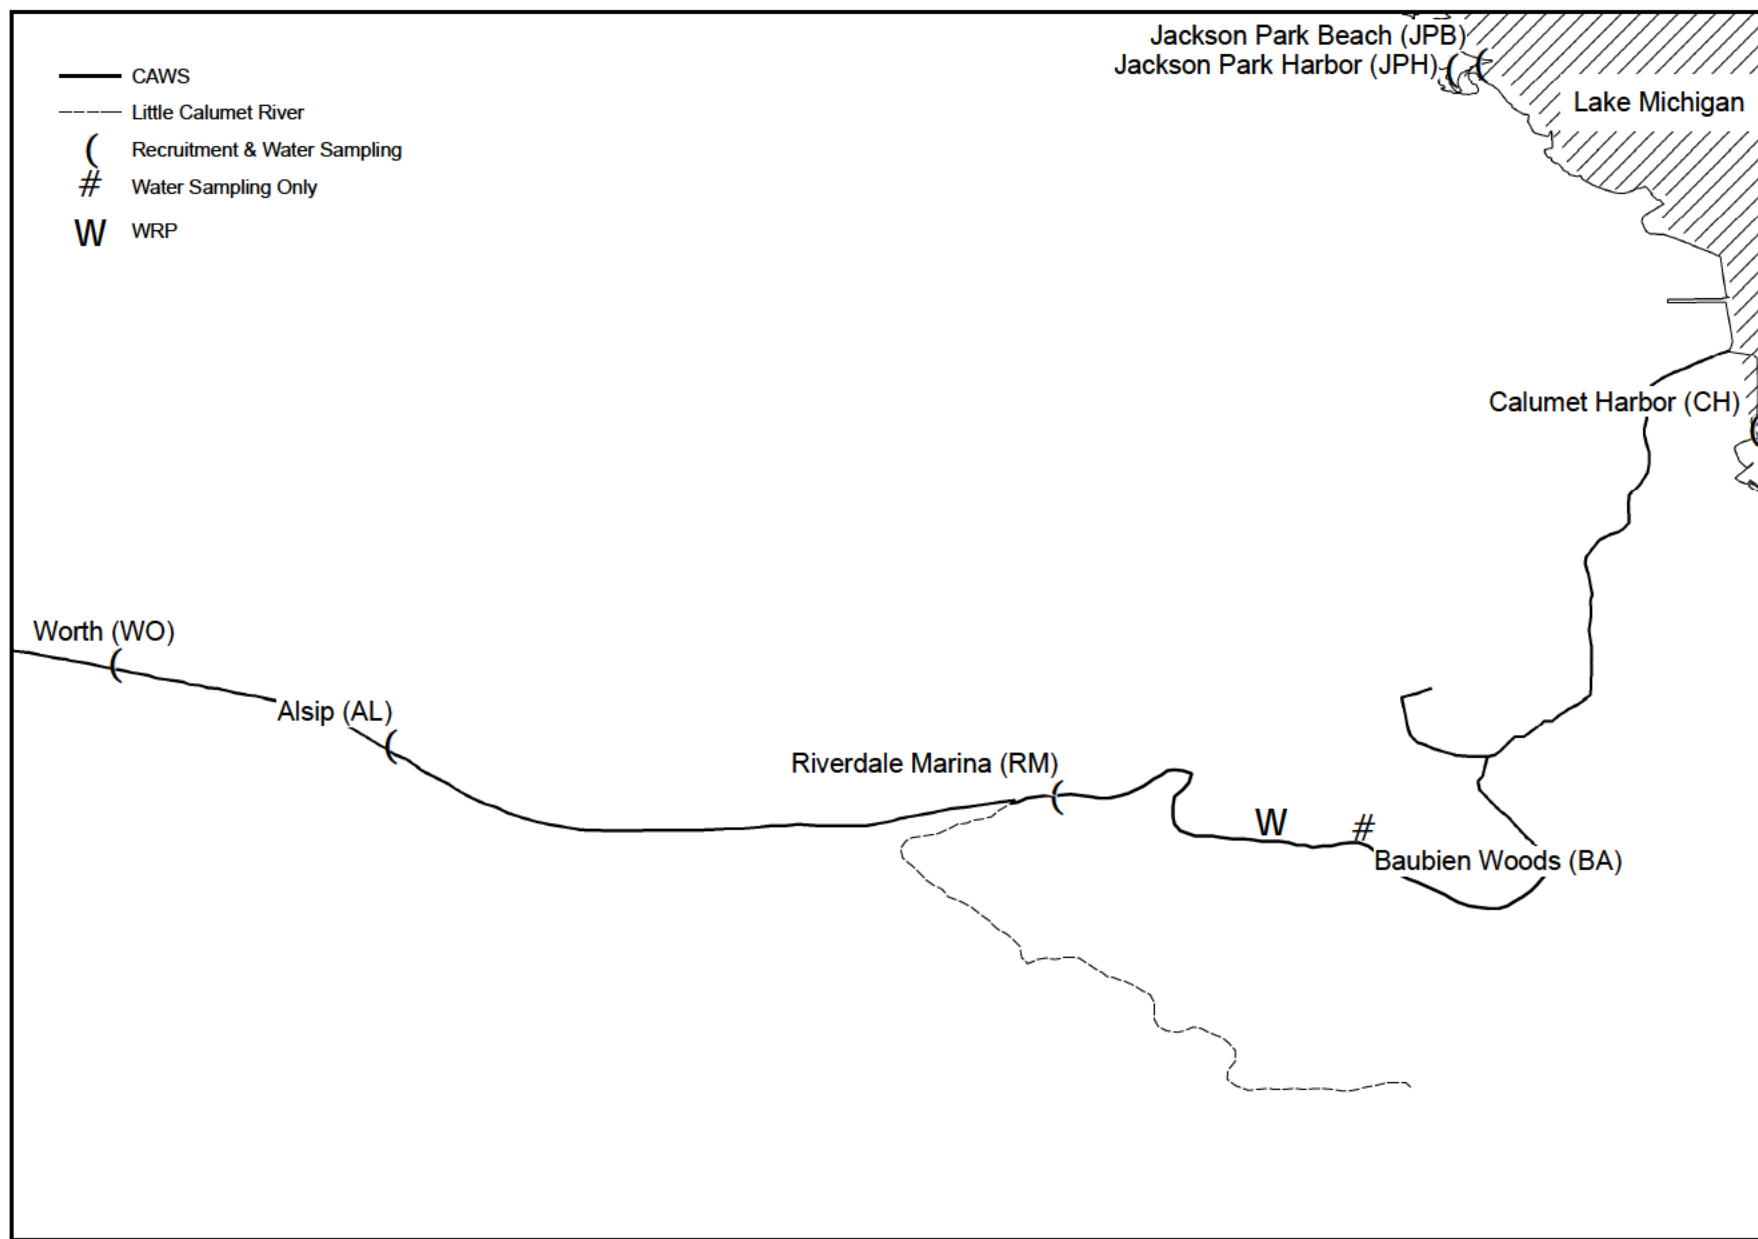 Jackson Park Beach (JPB)
Jackson Park Harbor (JPH)
Lake Michigan
CAWS
Little Calumet River
( Recruitment & Water Sampling
# Water Sampling Only
W WRP
Calumet Harbor (CH)
Worth (WO)
Alsip (AL)
Riverdale Marina (RM)
W
#
Baubien Woods (BA)